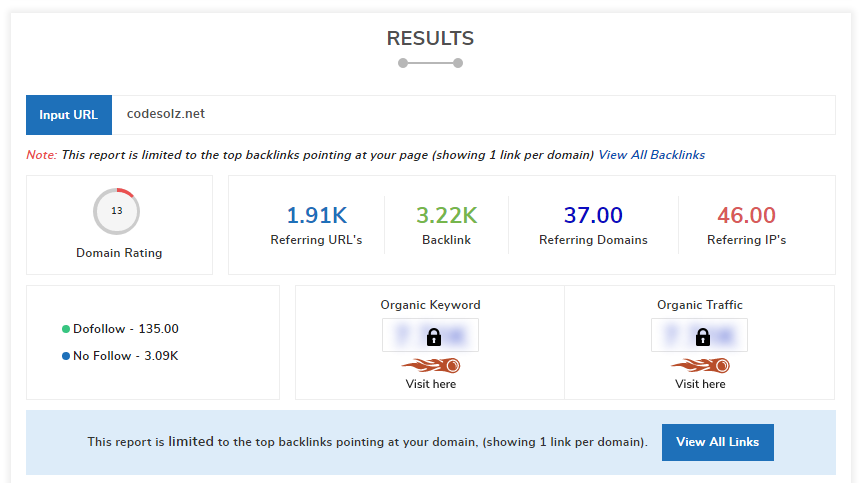 RESULTS
Input URL codesolz.net
Note: This report is limited to the top backlinks pointing at your page (showing 1 link per domain) View All Backlinks
13
Domain Rating
1.91K
Referring URL's
3.22K
Backlink
37.00
Referring Domains
46.00
Referring IP's
Dofollow - 135.00
No Follow - 3.09K
Organic Keyword
Visit here
Organic Traffic
Visit here
This report is limited to the top backlinks pointing at your domain, (showing 1 link per domain). View All Links